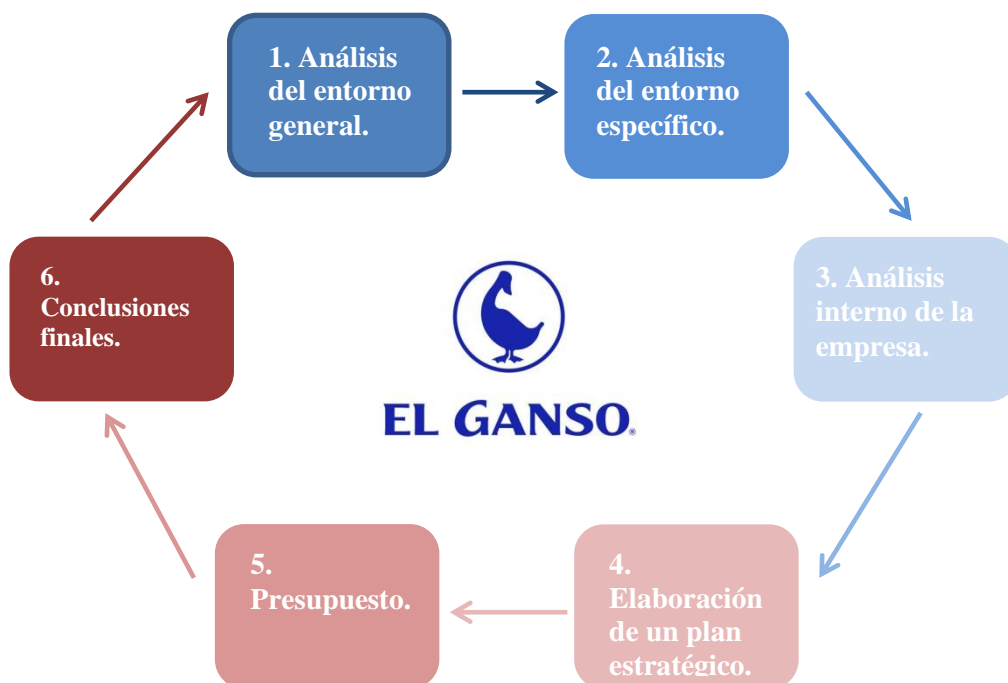 1. Análisis
del entorno
general.
2. Análisis
del entorno
específico.
3. Análisis
interno de la
empresa.
4.
Elaboración
de un plan
estratégico.
5.
Presupuesto.
6.
Conclusiones
finales.
EL GANSO®